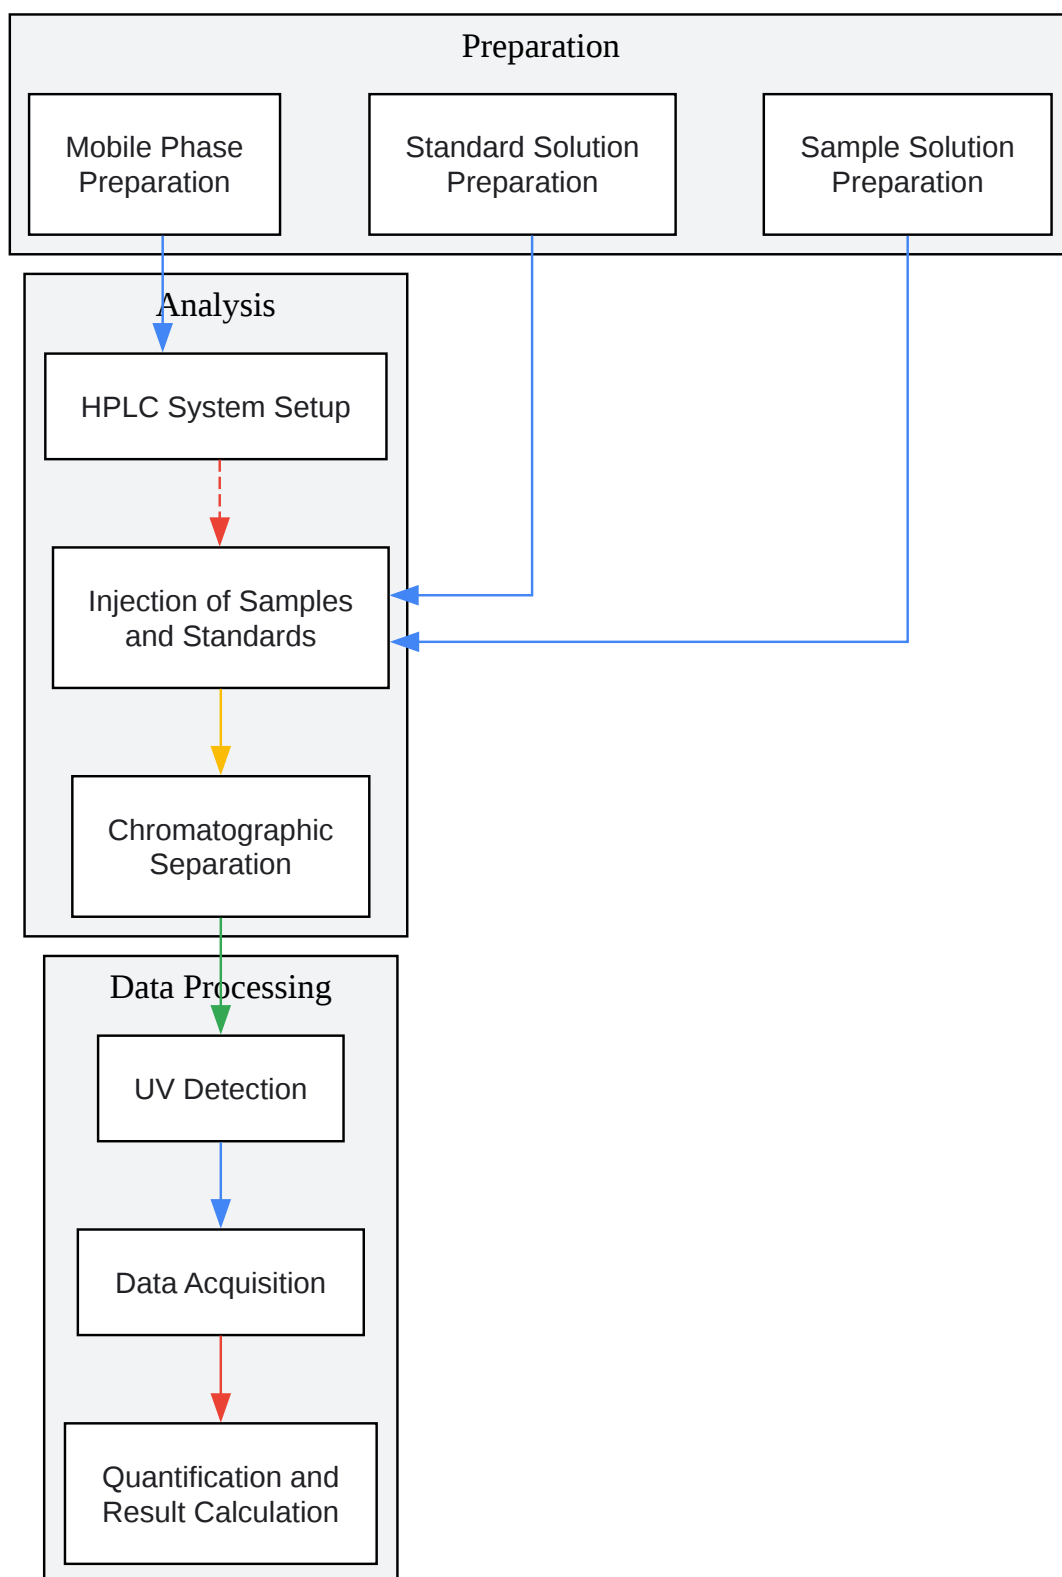 Preparation
Mobile Phase
Preparation
Standard Solution
Preparation
Sample Solution
Preparation
Analysis
HPLC System Setup
Injection of Samples
and Standards
Chromatographic
Separation
Data Processing
UV Detection
Data Acquisition
Quantification and
Result Calculation